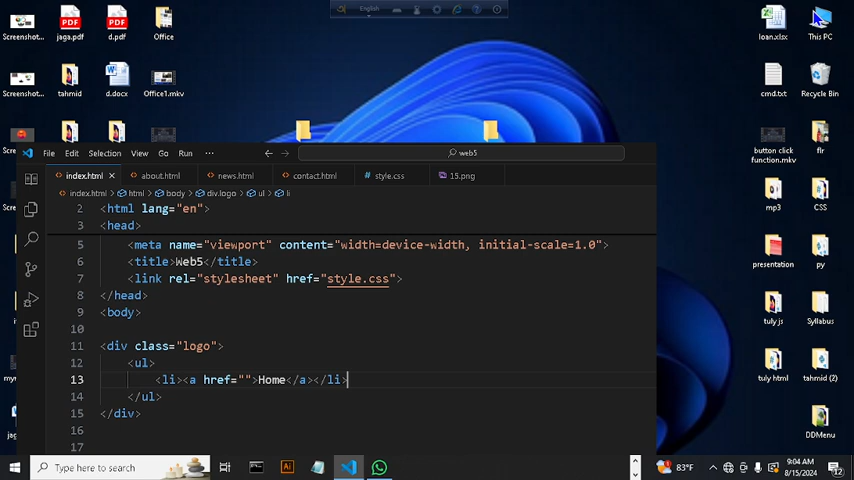 English
Screenshot...
jaga.pdf
d.pdf
Office
loan.xlsx
This PC
tahmid
d.docx
Office1.mkv
cmd.txt
Recycle Bin
button click
function.mkv
flr
mp3
CSS
presentation
py
tuly js
Syllabus
tuly html
tahmid (2)
DDMenu
File Edit Selection View Go Run ···
web5
index.html about.html news.html contact.html style.css 15.png
index.html > html > body > div.logo > ul > li
2 <html lang="en">
3 <head>
5 <meta name="viewport" content="width=device-width, initial-scale=1.0">
6 <title>Web5</title>
7 <link rel="stylesheet" href="style.css">
8 </head>
9 <body>
10
11 <div class="logo">
12 <ul>
13 <li><a href="">Home</a></li>
14 </ul>
15 </div>
16
17
Type here to search
83°F
9:04 AM
8/15/2024
12